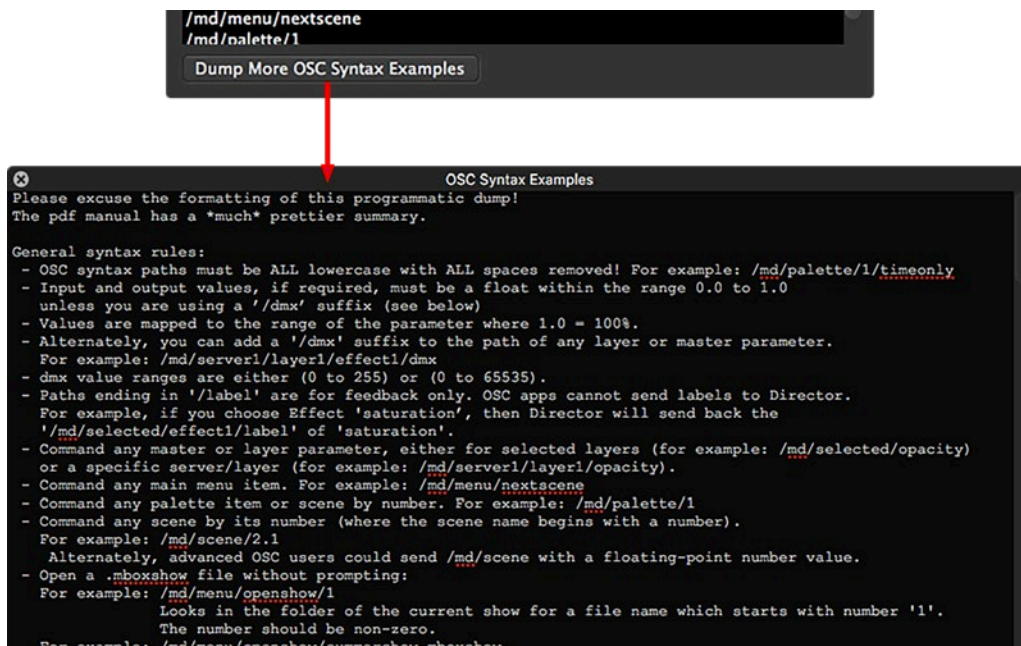 /md/menu/nextscene
/md/palette/1
Dump More OSC Syntax Examples
OSC Syntax Examples
Please excuse the formatting of this programmatic dump!
The pdf manual has a *much* prettier summary.
General syntax rules:
- OSC syntax paths must be ALL lowercase with ALL spaces removed! For example: /md/palette/1/timeonly
- Input and output values, if required, must be a float within the range 0.0 to 1.0
unless you are using a '/dmx' suffix (see below)
- Values are mapped to the range of the parameter where 1.0 = 100%.
- Alternately, you can add a '/dmx' suffix to the path of any layer or master parameter.
For example: /md/server1/layer1/effect1/dmx
- dmx value ranges are either (0 to 255) or (0 to 65535).
- Paths ending in '/label' are for feedback only. OSC apps cannot send labels to Director.
For example, if you choose Effect 'saturation', then Director will send back the
'/md/selected/effect1/label' of 'saturation'.
- Command any master or layer parameter, either for selected layers (for example: /md/selected/opacity)
or a specific server/layer (for example: /md/server1/layer1/opacity).
- Command any main menu item. For example: /md/menu/nextscene
- Command any palette item or scene by number. For example: /md/palette/1
- Command any scene by its number (where the scene name begins with a number).
For example: /md/scene/2.1
Alternately, advanced OSC users could send /md/scene with a floating-point number value.
- Open a .mboxshow file without prompting:
For example: /md/menu/openshow/1
Looks in the folder of the current show for a file name which starts with number '1'.
The number should be non-zero.
For example: /md/menu/openshow/summershow.mboxshow